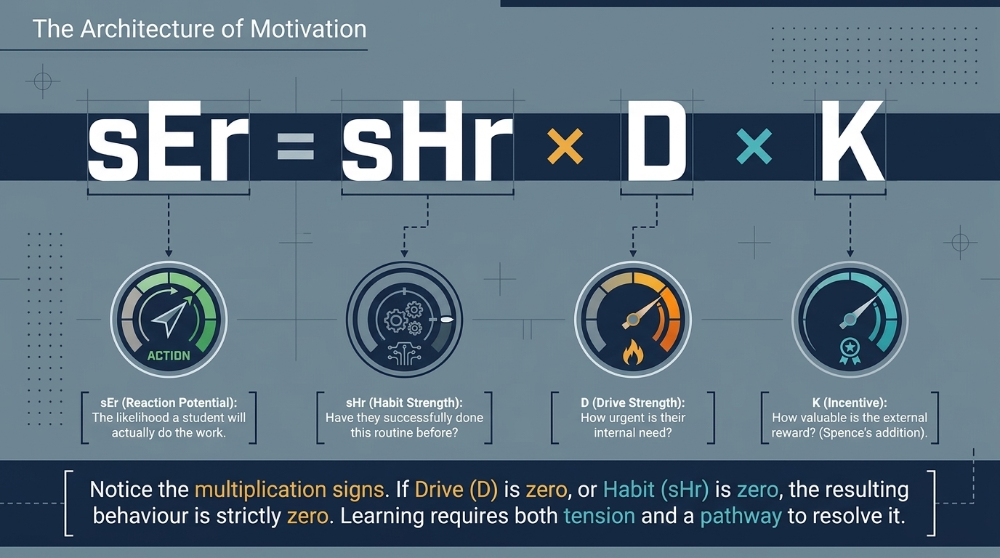 The Architecture of Motivation
sEr = sHr × D × K
ACTION
sEr (Reaction Potential):
The likelihood a student will
actually do the work.
sHr (Habit Strength):
Have they successfully done
this routine before?
D (Drive Strength):
How urgent is their
internal need?
K (Incentive):
How valuable is the external
reward? (Spence's addition).
Notice the multiplication signs. If Drive (D) is zero, or Habit (sHr) is zero, the resulting
behaviour is strictly zero. Learning requires both tension and a pathway to resolve it.